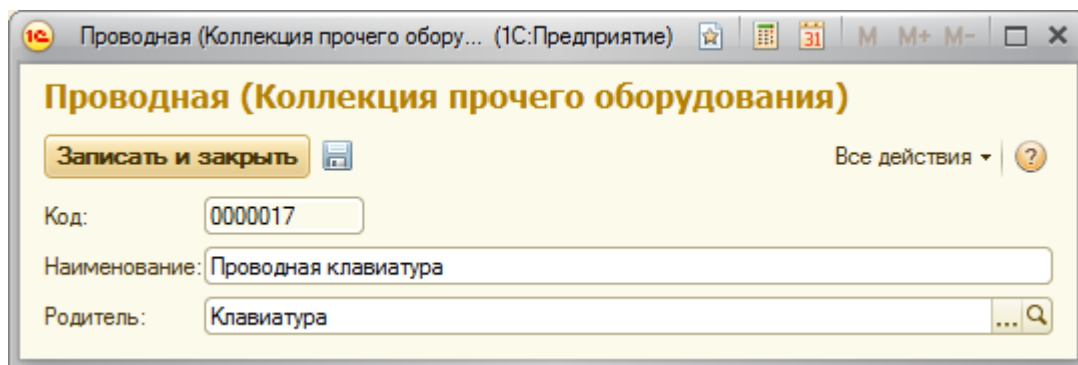 1С Проводная (Коллекция прочего обору... (1С:Предприятие) 31 M M+ M-
Проводная (Коллекция прочего оборудования)
Записать и закрыть Все действия ?
Код: 0000017
Наименование: Проводная клавиатура
Родитель: Клавиатура ...